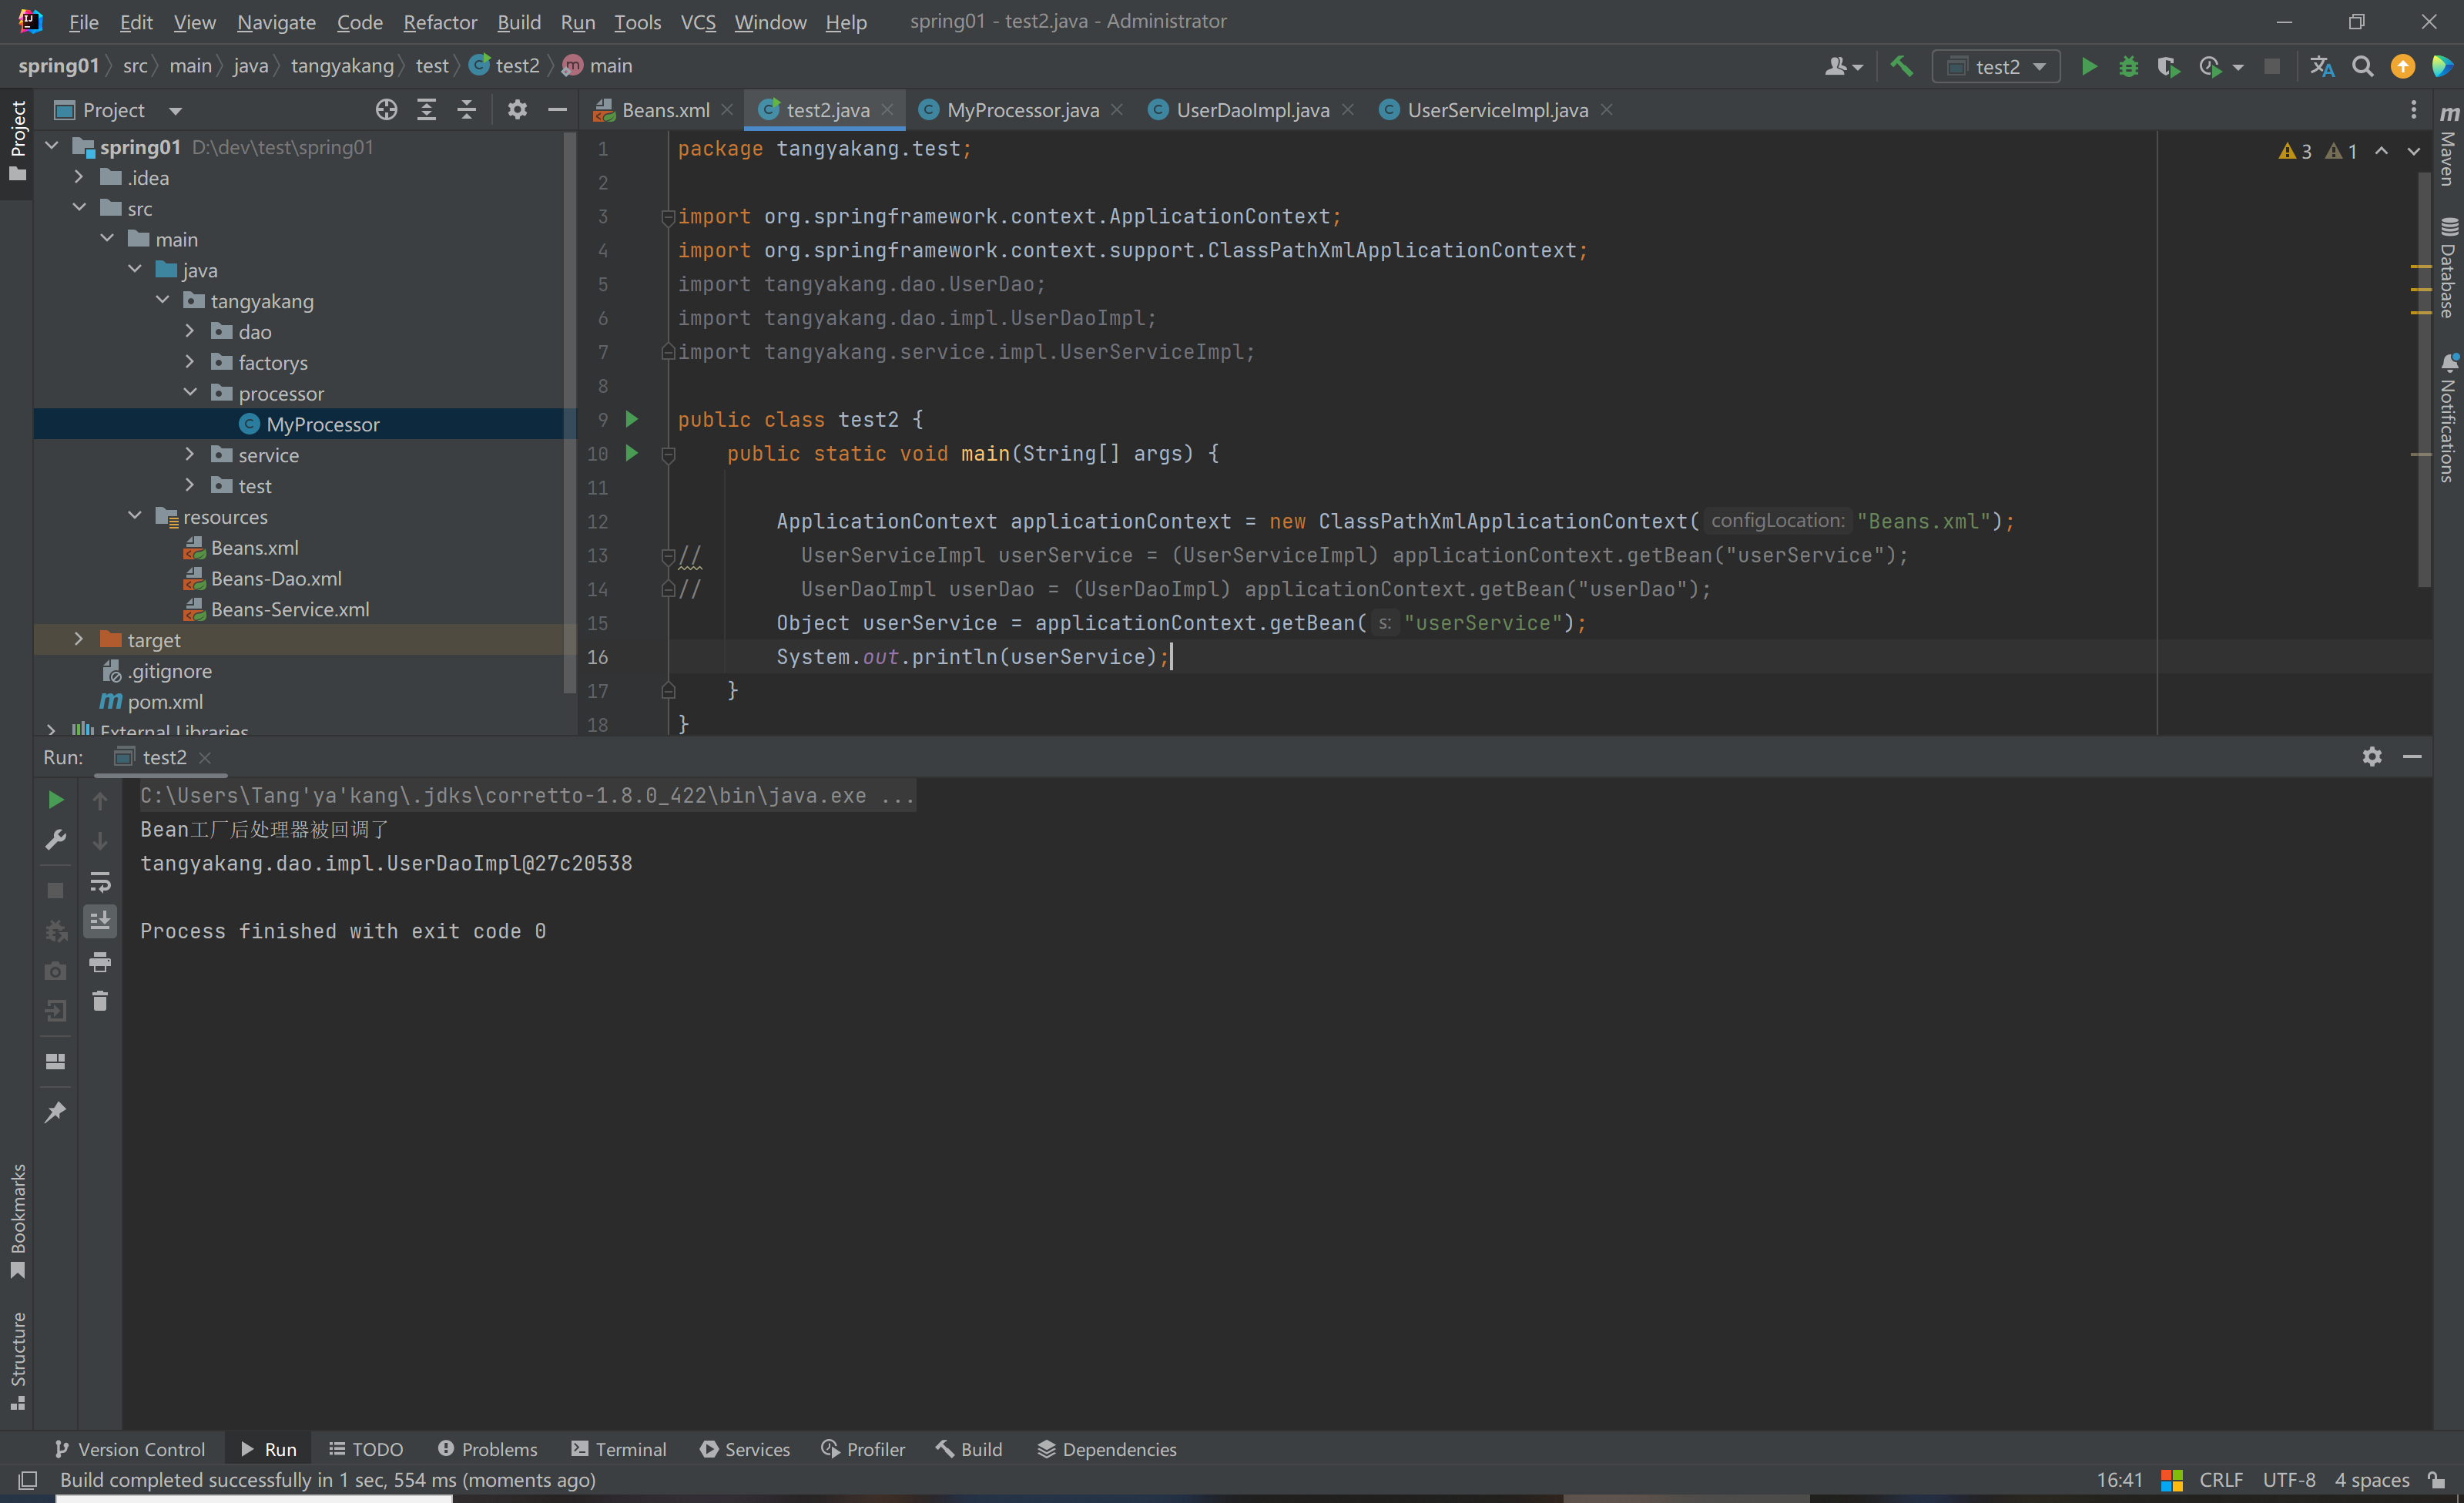 File Edit View Navigate Code Refactor Build Run Tools VCS Window Help spring01 - test2.java - Administrator
spring01 src main java tangyakang test test2 main
test2
Project
Project
Beans.xml test2.java MyProcessor.java UserDaoImpl.java UserServiceImpl.java
spring01 D:\dev\test\spring01
.idea
src
main
java
tangyakang
dao
factorys
processor
MyProcessor
service
test
resources
Beans.xml
Beans-Dao.xml
Beans-Service.xml
target
.gitignore
pom.xml
External Libraries
1 package tangyakang.test;
2
3 import org.springframework.context.ApplicationContext;
4 import org.springframework.context.support.ClassPathXmlApplicationContext;
5 import tangyakang.dao.UserDao;
6 import tangyakang.dao.impl.UserDaoImpl;
7 import tangyakang.service.impl.UserServiceImpl;
8
9 public class test2 {
10 public static void main(String[] args) {
11
12 ApplicationContext applicationContext = new ClassPathXmlApplicationContext( configLocation: "Beans.xml");
13 // UserServiceImpl userService = (UserServiceImpl) applicationContext.getBean("userService");
14 // UserDaoImpl userDao = (UserDaoImpl) applicationContext.getBean("userDao");
15 Object userService = applicationContext.getBean( s: "userService");
16 System.out.println(userService);
17 }
18 }
3 1
Maven
Database
Notifications
Run: test2
C:\Users\Tang'ya'kang\.jdks\corretto-1.8.0_422\bin\java.exe ...
Bean工厂后处理器被回调了
tangyakang.dao.impl.UserDaoImpl@27c20538
Process finished with exit code 0
Bookmarks
Structure
Version Control Run TODO Problems Terminal Services Profiler Build Dependencies
Build completed successfully in 1 sec, 554 ms (moments ago) 16:41 CRLF UTF-8 4 spaces